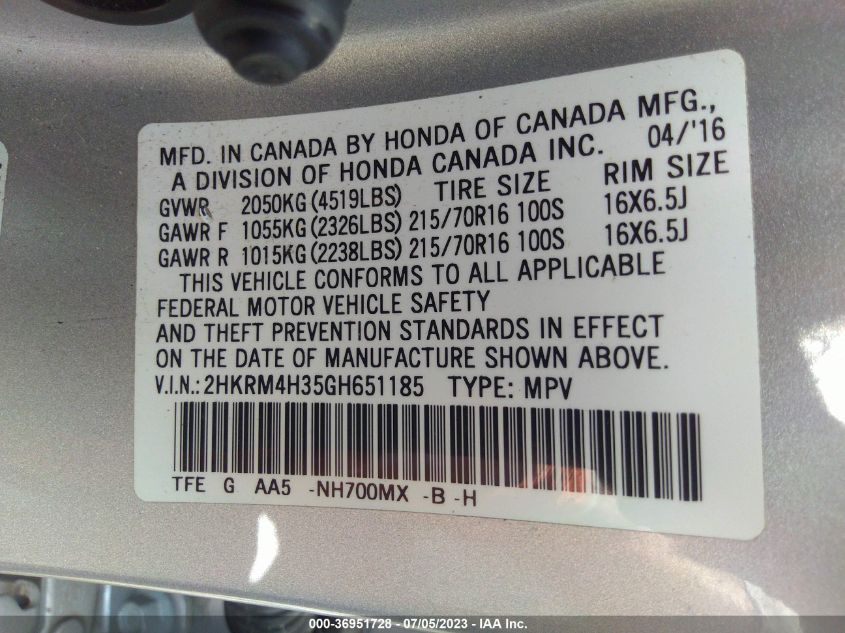 MFD. IN CANADA BY HONDA OF CANADA MFG.,
A DIVISION OF HONDA CANADA INC. 04/'16
GVWR 2050KG (4519LBS) TIRE SIZE RIM SIZE
GAWR F 1055KG (2326LBS) 215/70R16 100S 16X6.5J
GAWR R 1015KG (2238LBS) 215/70R16 100S 16X6.5J
THIS VEHICLE CONFORMS TO ALL APPLICABLE
FEDERAL MOTOR VEHICLE SAFETY
AND THEFT PREVENTION STANDARDS IN EFFECT
ON THE DATE OF MANUFACTURE SHOWN ABOVE.
V.I.N.: 2HKRM4H35GH651185 TYPE: MPV
TFE G AA5 -NH700MX -B -H
© - 36951728 - 07/05/2023 - IAA Inc.